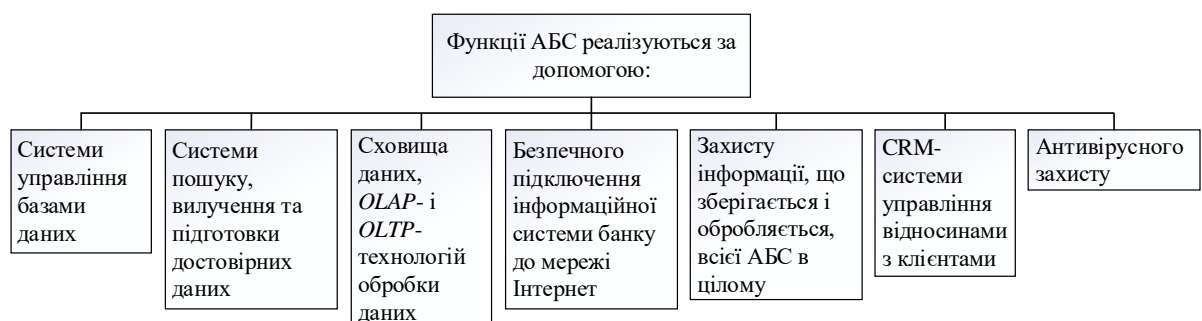 Функції АБС реалізуються за
допомогою:
Системи
управління
базами
даних
Системи
пошуку,
вилучення та
підготовки
достовірних
даних
Сховища
даних,
OLAP- і
OLTP-
технологій
обробки
даних
Безпечного
підключення
інформаційної
системи банку
до мережі
Інтернет
Захисту
інформації, що
зберігається і
обробляється,
всієї АБС в
цілому
CRM-
системи
управління
відносинами
з клієнтами
Антивірусного
захисту